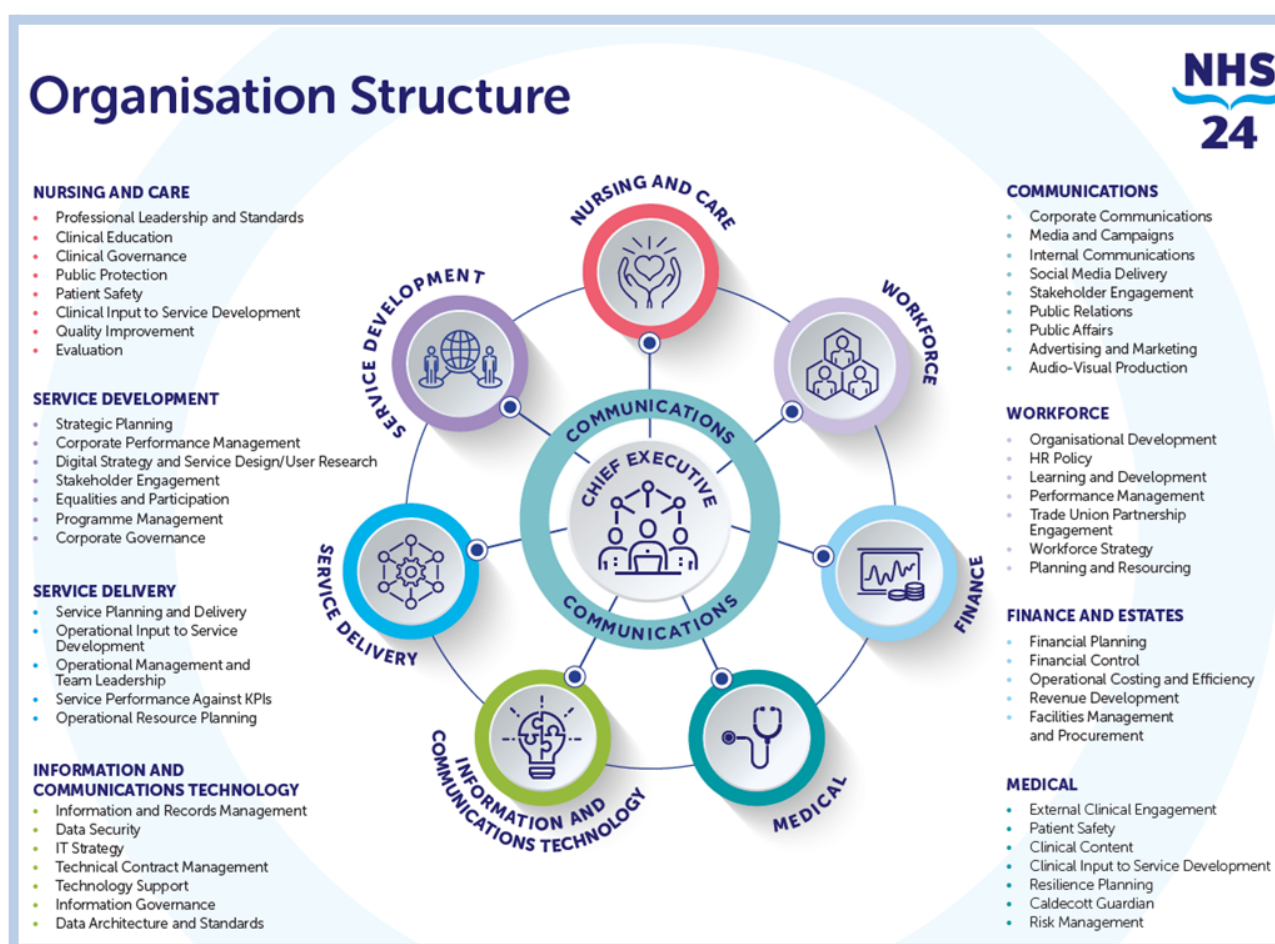 Organisation Structure
NHS
24
NURSING AND CARE
Professional Leadership and Standards
Clinical Education
Clinical Governance
Public Protection
Patient Safety
Clinical Input to Service Development
Quality Improvement
Evaluation
SERVICE DEVELOPMENT
Strategic Planning
Corporate Performance Management
Digital Strategy and Service Design/User Research
Stakeholder Engagement
Equalities and Participation
Programme Management
Corporate Governance
SERVICE DELIVERY
Service Planning and Delivery
Operational Input to Service
Development
Operational Management and
Team Leadership
Service Performance Against KPIs
Operational Resource Planning
INFORMATION AND
COMMUNICATIONS TECHNOLOGY
Information and Records Management
Data Security
IT Strategy
Technical Contract Management
Technology Support
Information Governance
Data Architecture and Standards
NURSING AND CARE
WORKFORCE
FINANCE
MEDICAL
INFORMATION AND
COMMUNICATIONS TECHNOLOGY
SERVICE DELIVERY
SERVICE DEVELOPMENT
COMMUNICATIONS
CHIEF EXECUTIVE
COMMUNICATIONS
COMMUNICATIONS
Corporate Communications
Media and Campaigns
Internal Communications
Social Media Delivery
Stakeholder Engagement
Public Relations
Public Affairs
Advertising and Marketing
Audio-Visual Production
WORKFORCE
Organisational Development
HR Policy
Learning and Development
Performance Management
Trade Union Partnership
Engagement
Workforce Strategy
Planning and Resourcing
FINANCE AND ESTATES
Financial Planning
Financial Control
Operational Costing and Efficiency
Revenue Development
Facilities Management
and Procurement
MEDICAL
External Clinical Engagement
Patient Safety
Clinical Content
Clinical Input to Service Development
Resilience Planning
Caldecott Guardian
Risk Management